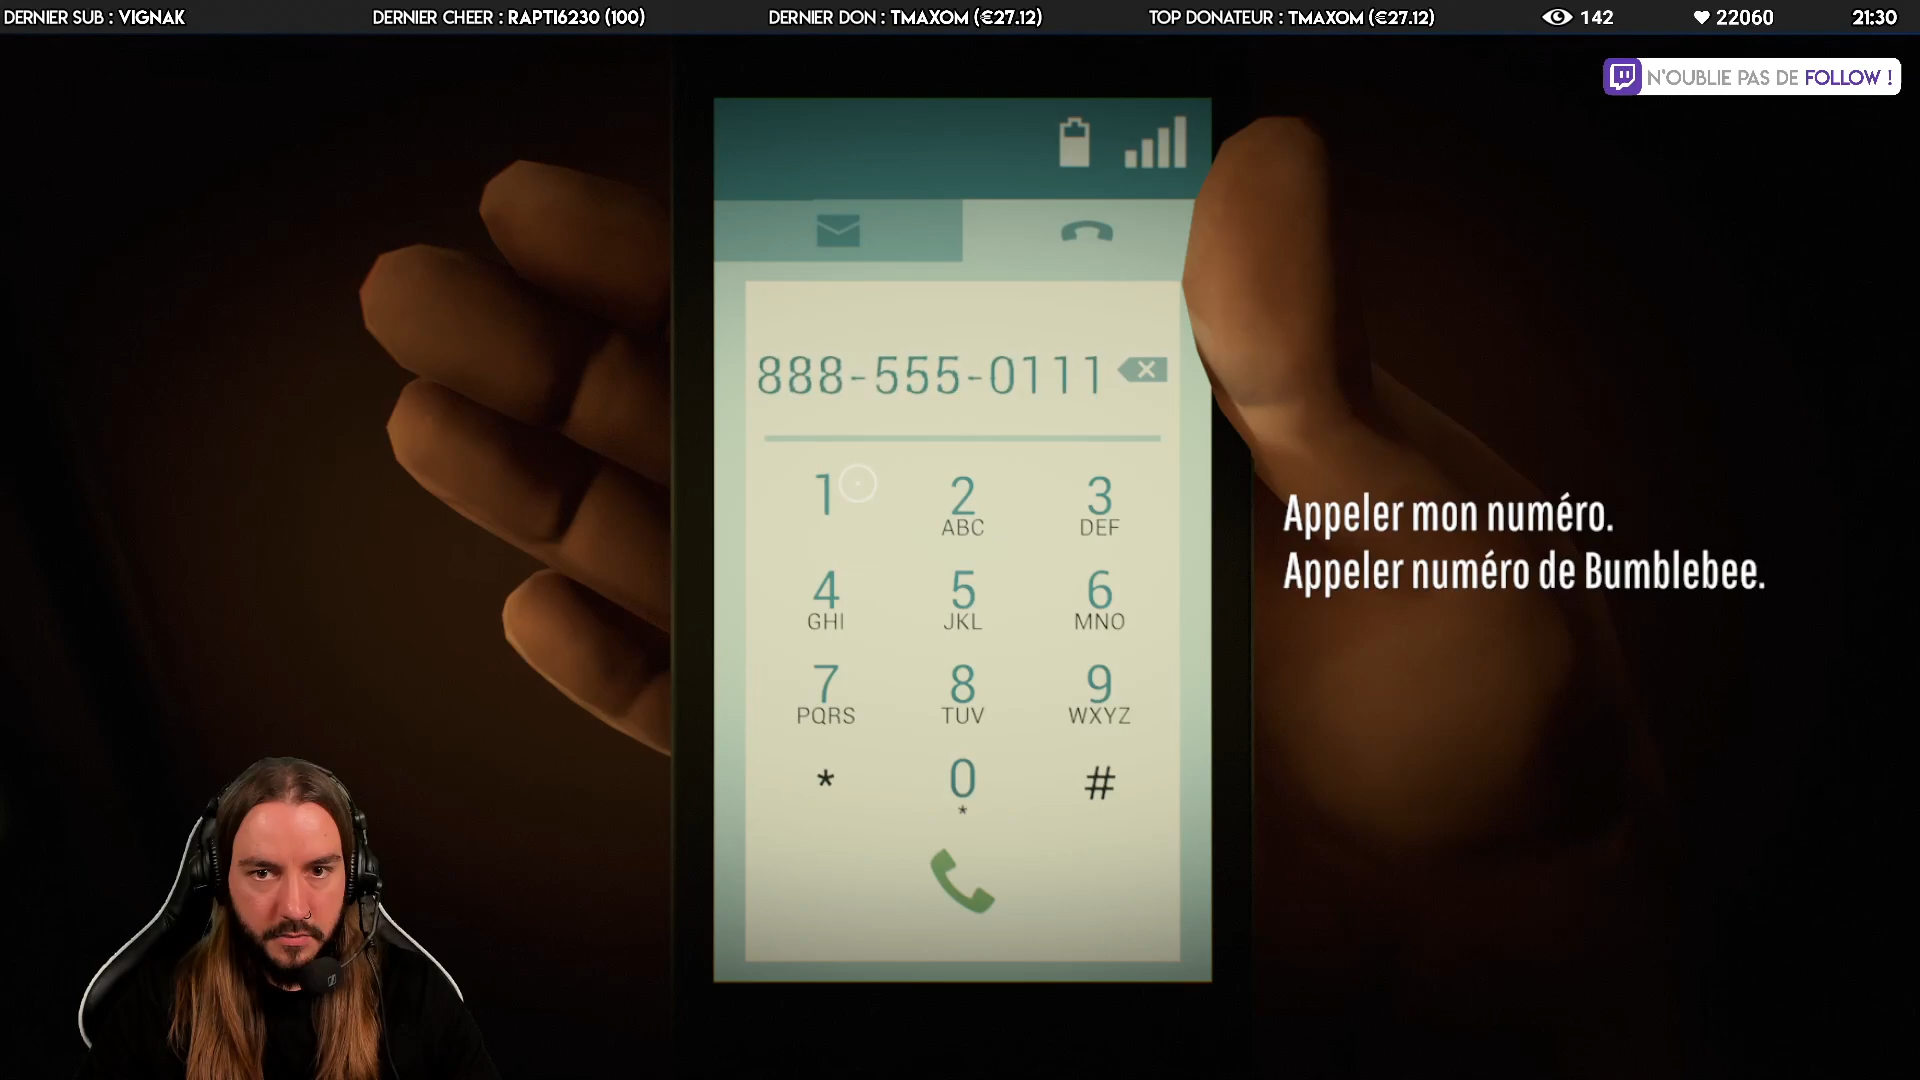 DERNIER SUB : VIGNAK DERNIER CHEER : RAPTI6230 (100) DERNIER DON : TMAXOM (€27.12) TOP DONATEUR : TMAXOM (€27.12) 142 22060 21:30
N'OUBLIE PAS DE FOLLOW !
888-555-0111
1 2 3
ABC DEF
4 5 6
GHI JKL MNO
7 8 9
PQRS TUV WXYZ
* 0 #
*
Appeler mon numéro.
Appeler numéro de Bumblebee.